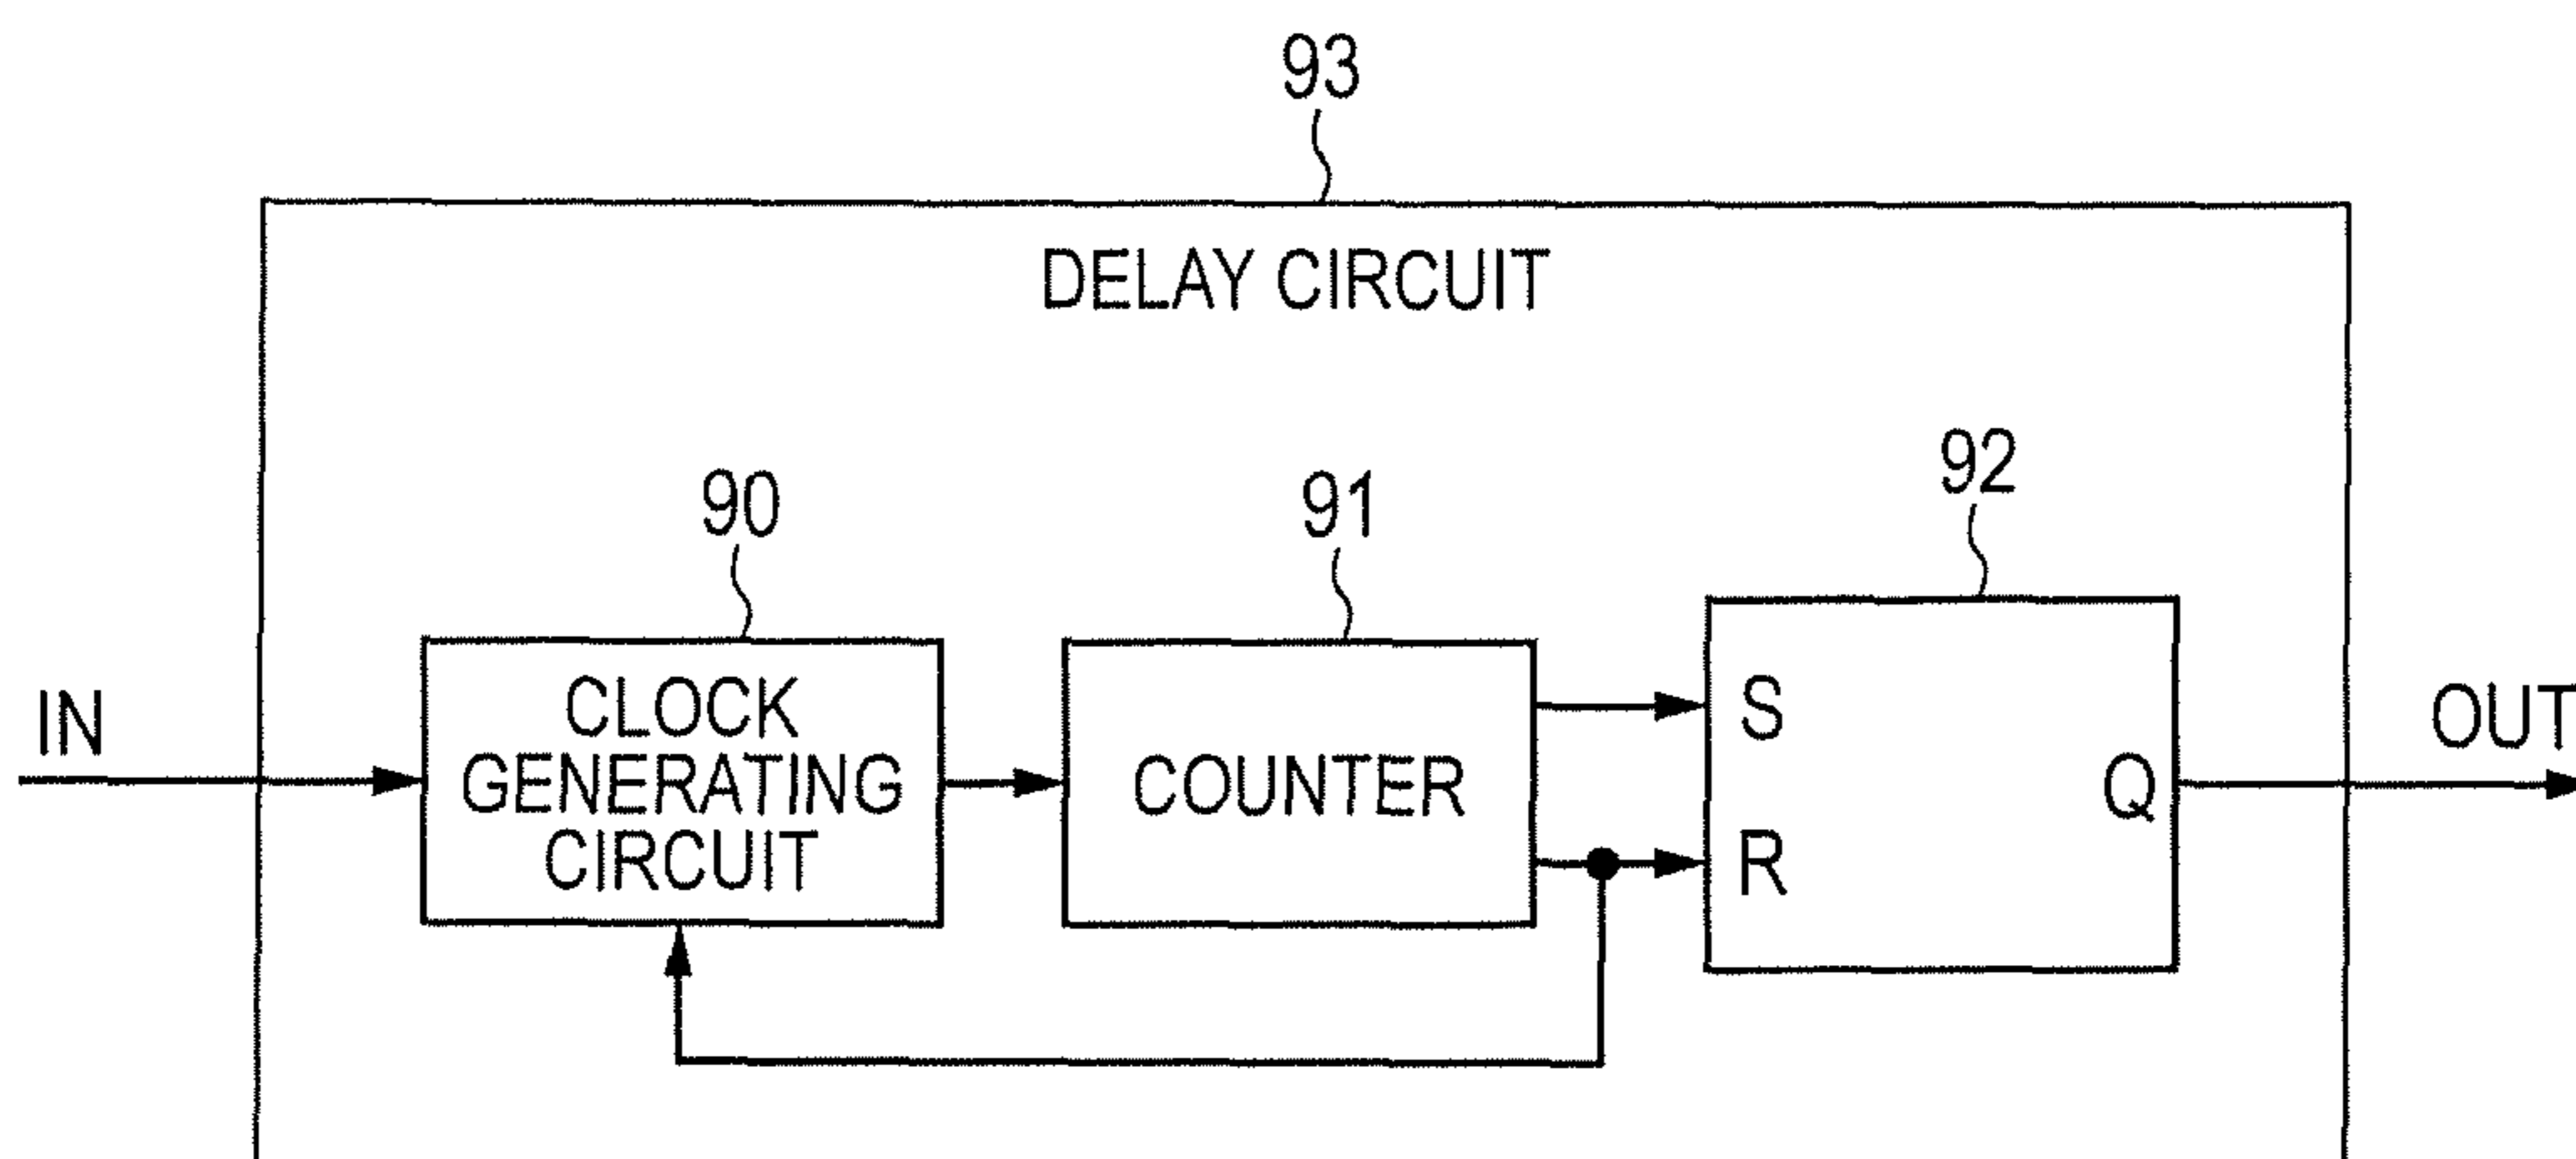 93
DELAY CIRCUIT
90
91
92
IN
CLOCK
GENERATING
CIRCUIT
COUNTER
S
R
Q
OUT